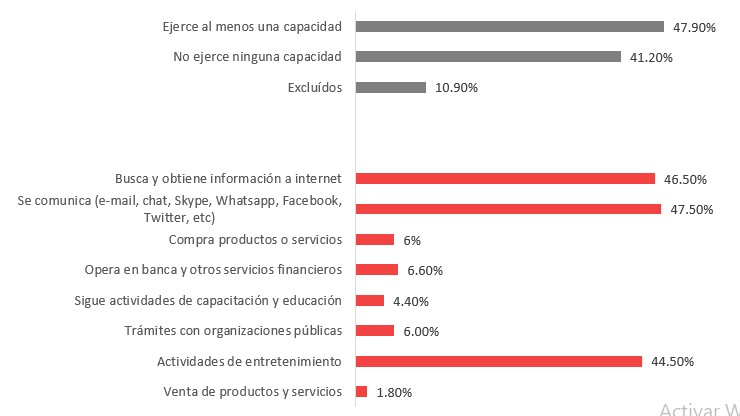 Ejerce al menos una capacidad 47.90%
No ejerce ninguna capacidad 41.20%
Excluídos 10.90%
Busca y obtiene información a internet 46.50%
Se comunica (e-mail, chat, Skype, Whatsapp, Facebook,
Twitter, etc) 47.50%
Compra productos o servicios 6%
Opera en banca y otros servicios financieros 6.60%
Sigue actividades de capacitación y educación 4.40%
Trámites con organizaciones públicas 6.00%
Actividades de entretenimiento 44.50%
Venta de productos y servicios 1.80%
Activar W